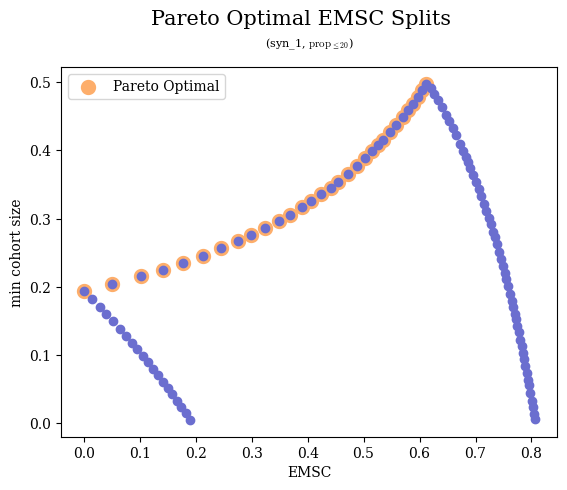 Pareto Optimal EMSC Splits
(syn_1, prop≤20)
Pareto Optimal
min cohort size
0.5
0.4
0.3
0.2
0.1
0.0
0.0 0.1 0.2 0.3 0.4 0.5 0.6 0.7 0.8
EMSC